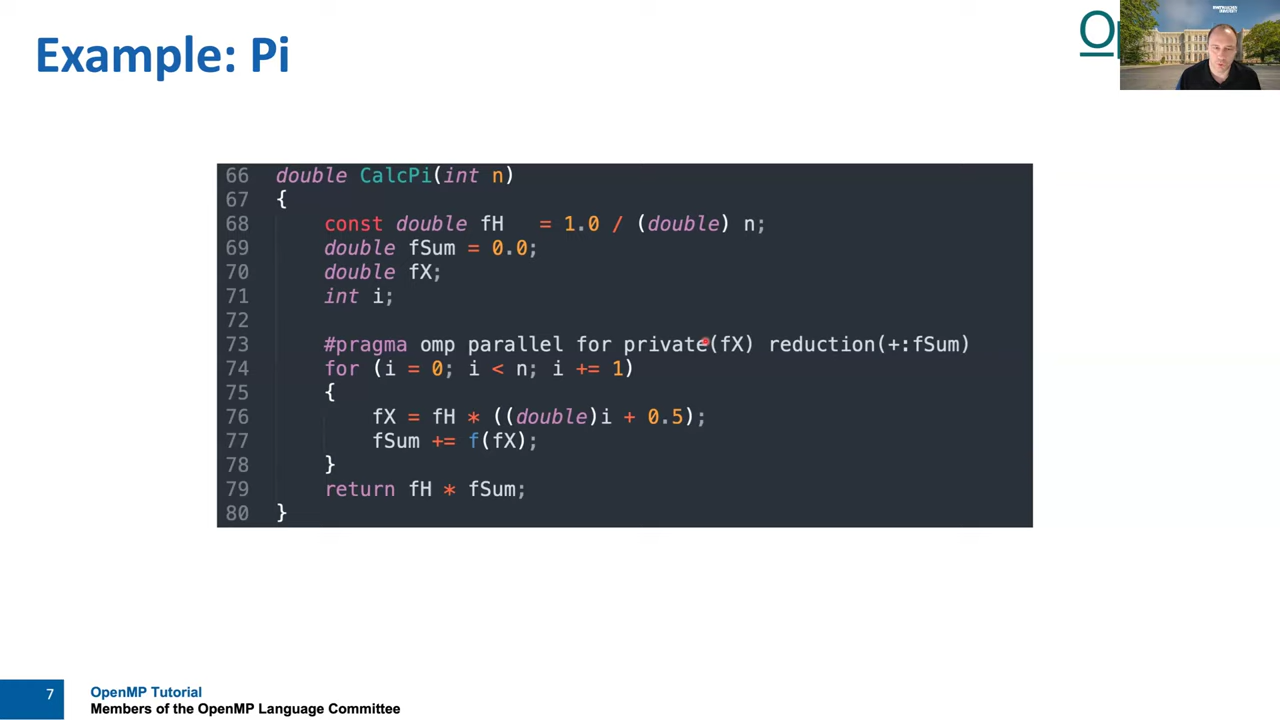 Example: Pi
Op
66 double CalcPi(int n)
67 {
68 const double fH = 1.0 / (double) n;
69 double fSum = 0.0;
70 double fX;
71 int i;
72
73 #pragma omp parallel for private(fX) reduction(+:fSum)
74 for (i = 0; i < n; i += 1)
75 {
76 fX = fH * ((double)i + 0.5);
77 fSum += f(fX);
78 }
79 return fH * fSum;
80 }
7
OpenMP Tutorial
Members of the OpenMP Language Committee